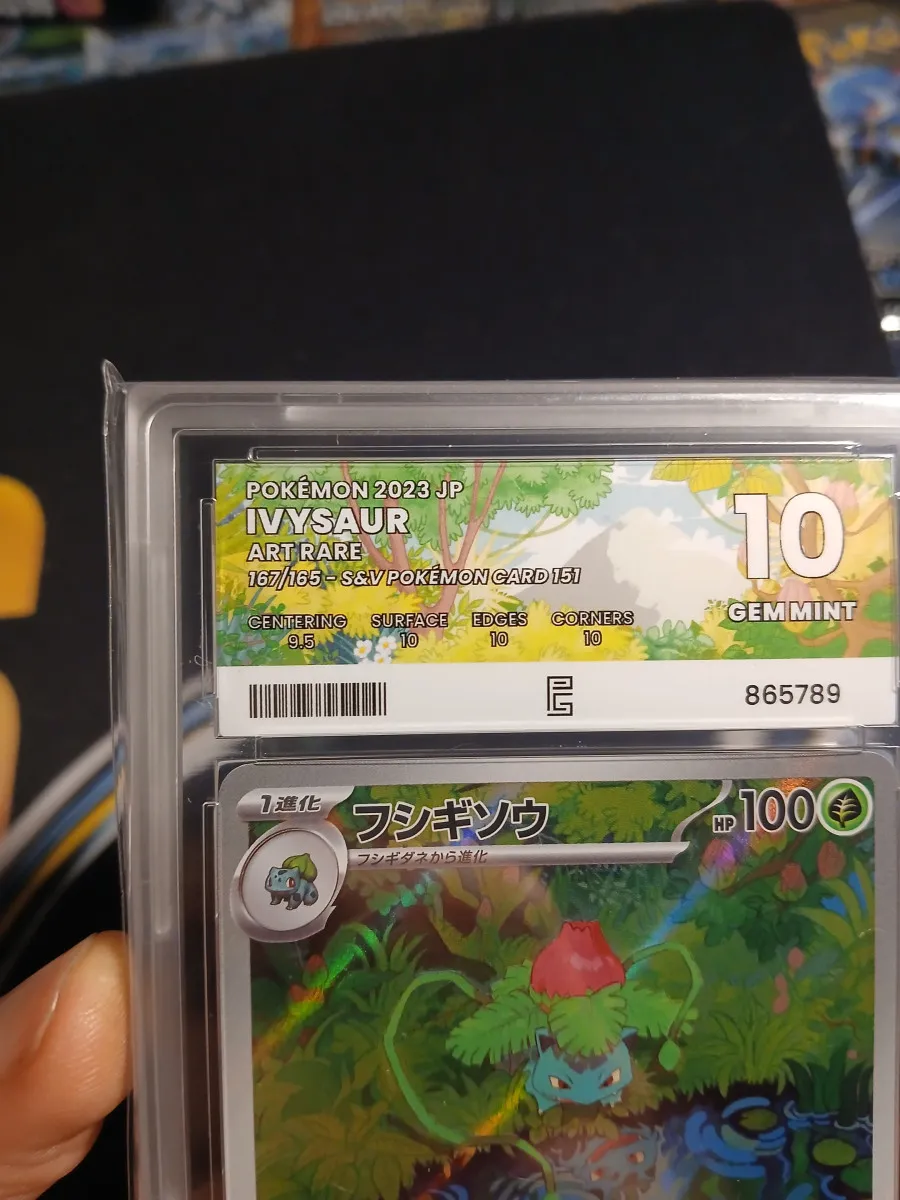 POKÉMON 2023 JP
IVYSAUR
ART RARE
167/165 - S&V POKÉMON CARD 151
CENTERING SURFACE EDGES CORNERS
9.5 10 10 10
10
GEM MINT
865789
1進化
フシギソウ
HP 100
フシギダネから進化